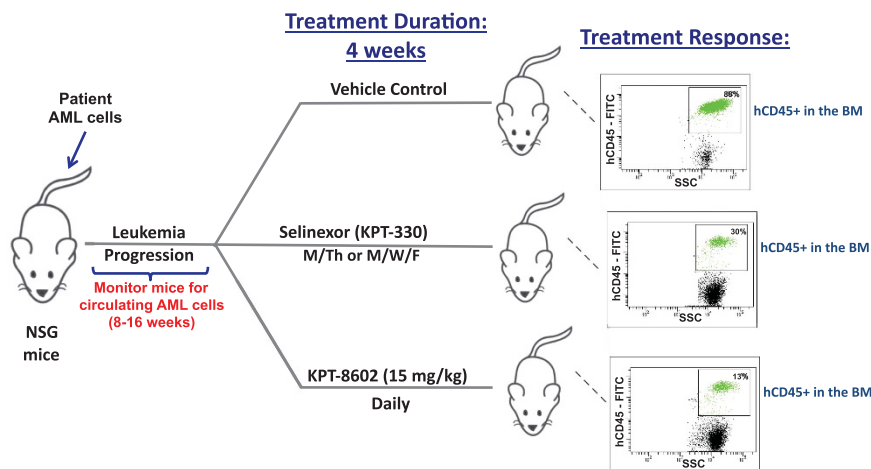 Treatment Duration:
4 weeks
Treatment Response:
Patient
AML cells
NSG
mice
Leukemia
Progression
Monitor mice for
circulating AML cells
(8-16 weeks)
Vehicle Control
Selinexor (KPT-330)
M/Th or M/W/F
KPT-8602 (15 mg/kg)
Daily
hCD45 - FITC
88%
SSC
hCD45+ in the BM
hCD45 - FITC
30%
SSC
hCD45+ in the BM
hCD45 - FITC
13%
SSC
hCD45+ in the BM